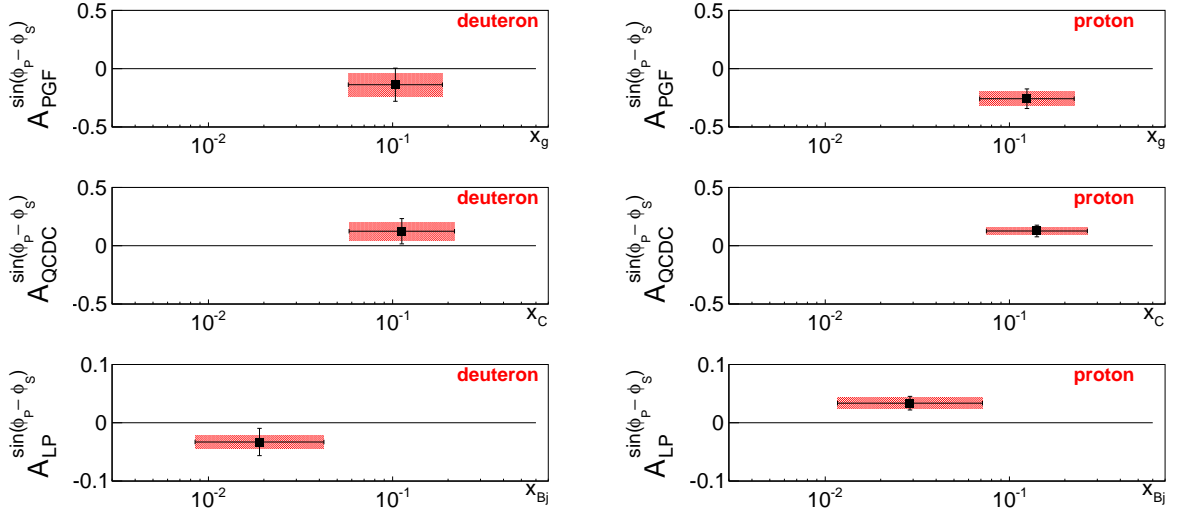 deuteron
A_PGF^sin(ϕ_P − ϕ_S)
0.5
0
-0.5
10^-2
10^-1
x_g
proton
A_PGF^sin(ϕ_P − ϕ_S)
0.5
0
-0.5
10^-2
10^-1
x_g
deuteron
A_QCDC^sin(ϕ_P − ϕ_S)
0.5
0
-0.5
10^-2
10^-1
x_C
proton
A_QCDC^sin(ϕ_P − ϕ_S)
0.5
0
-0.5
10^-2
10^-1
x_C
deuteron
A_LP^sin(ϕ_P − ϕ_S)
0.1
0
-0.1
10^-2
10^-1
x_Bj
proton
A_LP^sin(ϕ_P − ϕ_S)
0.1
0
-0.1
10^-2
10^-1
x_Bj